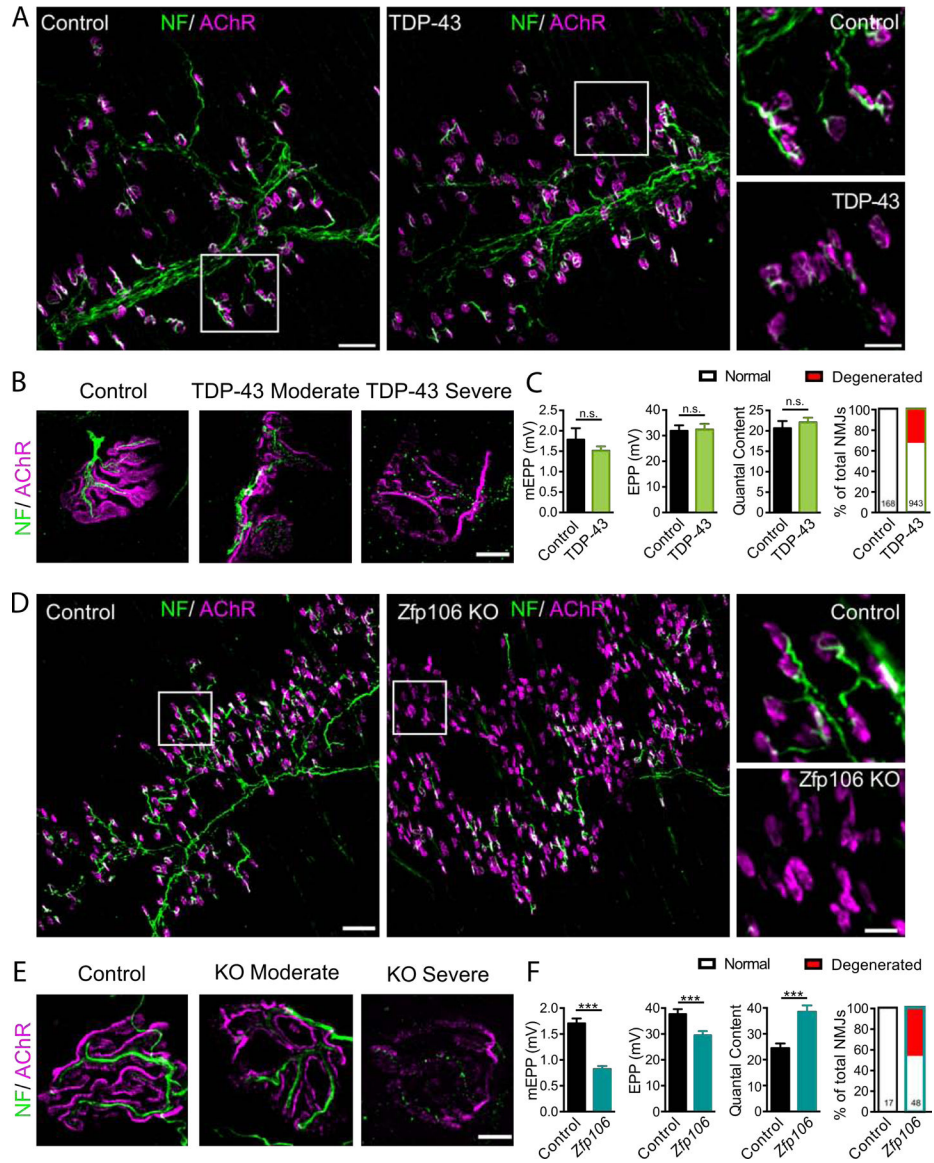 A
Control NF/ AChR
TDP-43 NF/ AChR
Control
TDP-43
B
Control TDP-43 Moderate TDP-43 Severe
NF/ AChR
C
Normal Degenerated
mEPP (mV)
2.0
1.5
1.0
0.5
0.0
n.s.
Control
TDP-43
EPP (mV)
40
30
20
10
0
n.s.
Control
TDP-43
Quantal Content
25
20
15
10
5
0
n.s.
Control
TDP-43
% of total NMJs
100
80
60
40
20
0
168
943
Control
TDP-43
D
Control NF/ AChR
Zfp106 KO NF/ AChR
Control
Zfp106 KO
E
Control KO Moderate KO Severe
NF/ AChR
F
Normal Degenerated
mEPP (mV)
2.0
1.5
1.0
0.5
0.0
***
Control
Zfp106
EPP (mV)
40
30
20
10
0
***
Control
Zfp106
Quantal Content
40
30
20
10
0
***
Control
Zfp106
% of total NMJs
100
80
60
40
20
0
17
48
Control
Zfp106